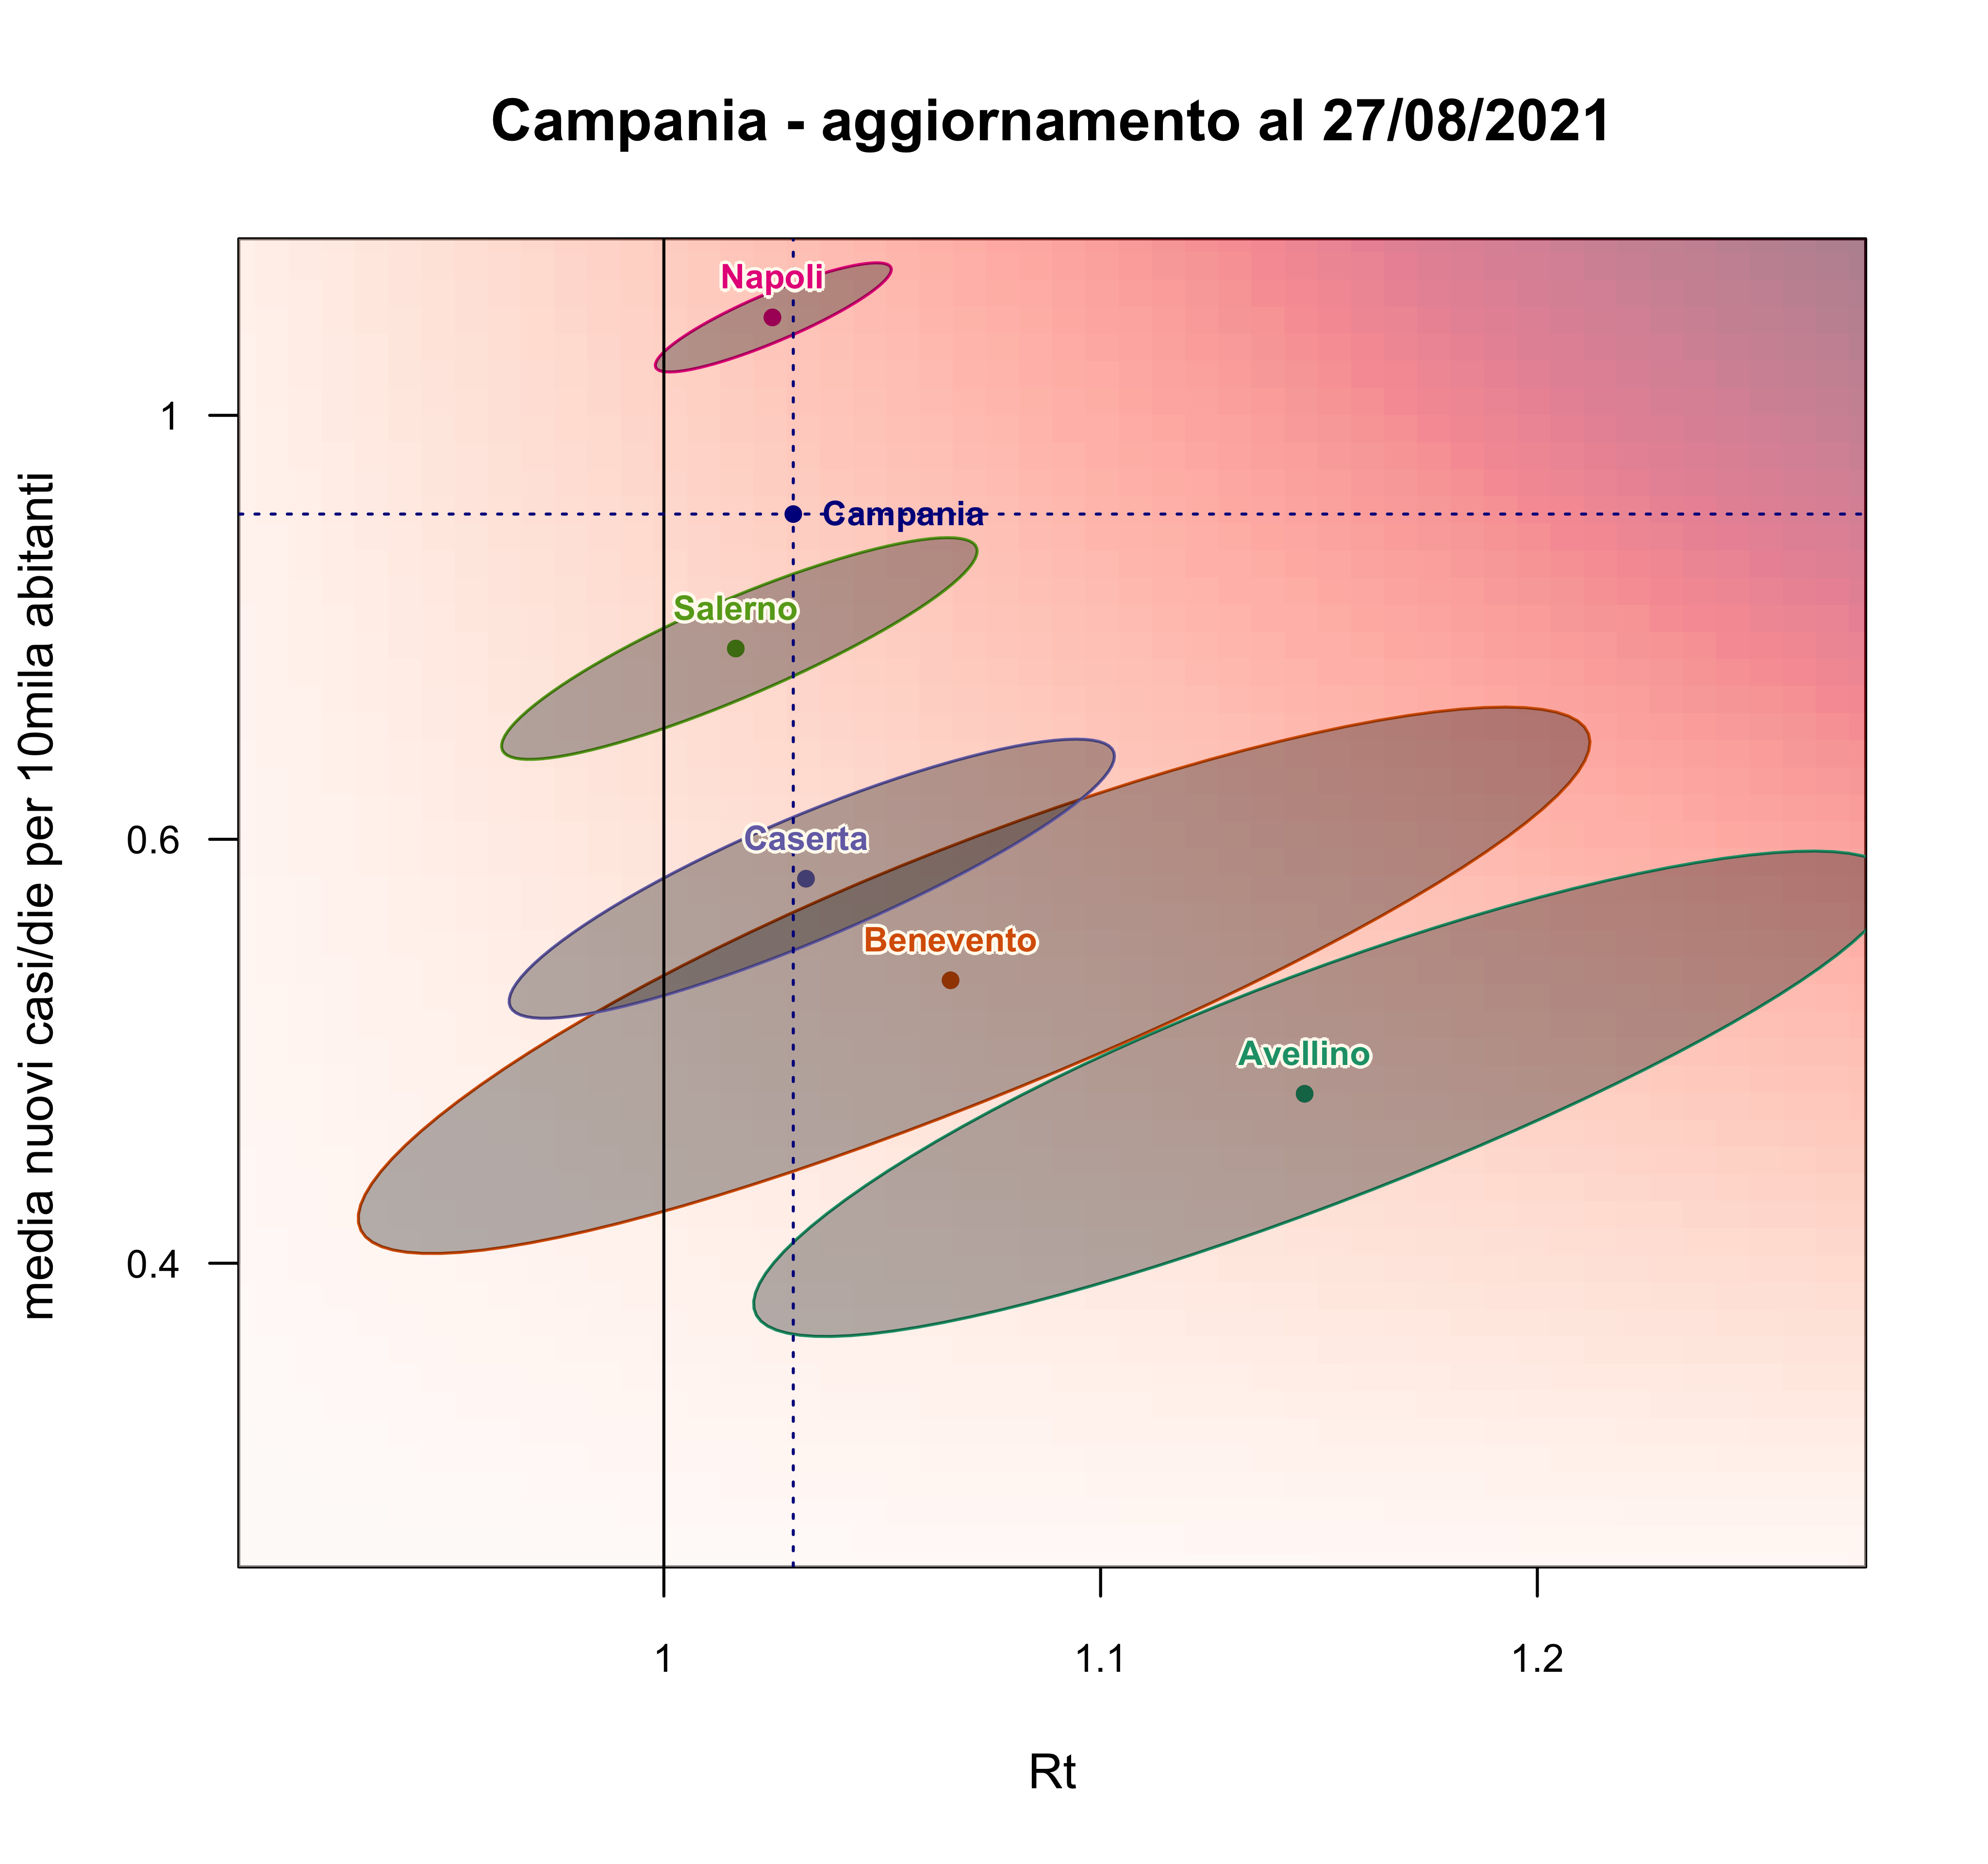 Campania - aggiornamento al 27/08/2021
media nuovi casi/die per 10mila abitanti
1
0.6
0.4
Napoli
Campania
Salerno
Caserta
Benevento
Avellino
1
1.1
1.2
Rt